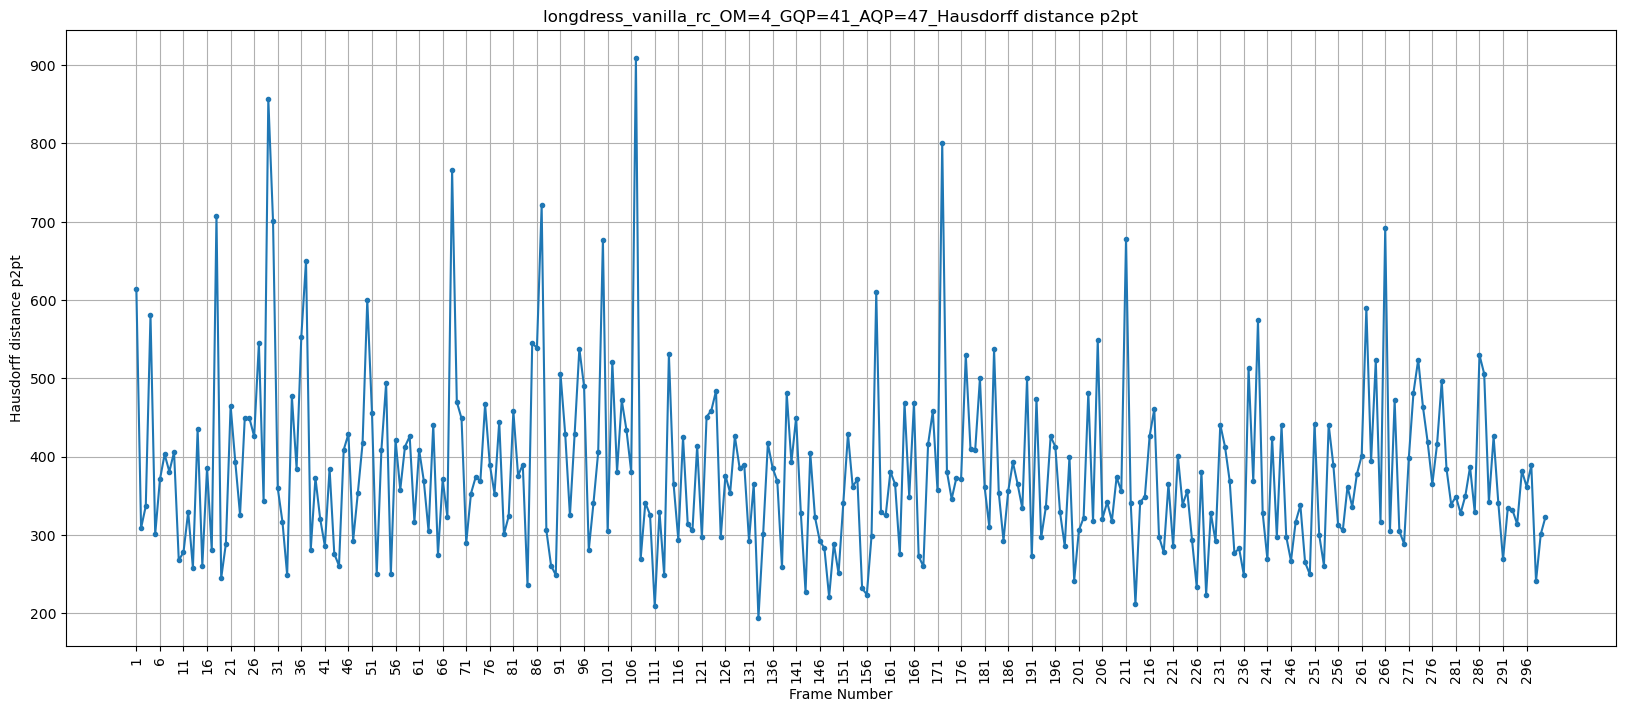 longdress_vanilla_rc_OM=4_GQP=41_AQP=47_Hausdorff distance p2pt
Hausdorff distance p2pt
900
800
700
600
500
400
300
200
1 6 11 16 21 26 31 36 41 46 51 56 61 66 71 76 81 86 91 96 101 106 111 116 121 126 131 136 141 146 151 156 161 166 171 176 181 186 191 196 201 206 211 216 221 226 231 236 241 246 251 256 261 266 271 276 281 286 291 296
Frame Number